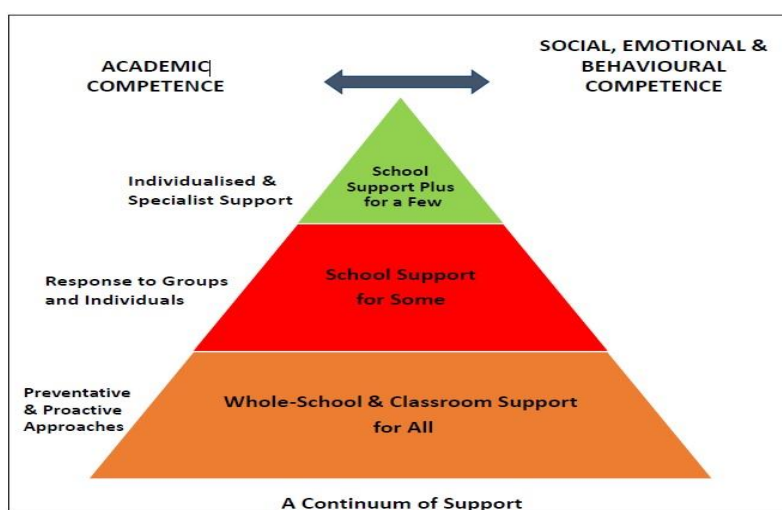 ACADEMIC
COMPETENCE
SOCIAL, EMOTIONAL &
BEHAVIOURAL
COMPETENCE
Individualised &
Specialist Support
School
Support Plus
for a Few
Response to Groups
and Individuals
School Support
for Some
Preventative
& Proactive
Approaches
Whole-School & Classroom Support
for All
A Continuum of Support